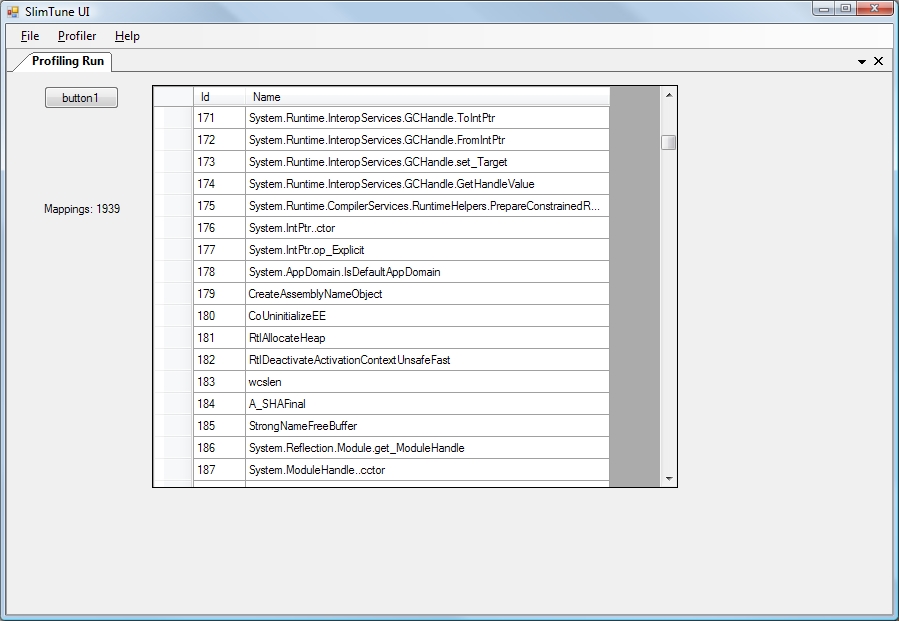 SlimTune UI
File Profiler Help
Profiling Run
button1
Mappings: 1939
Id Name
171 System.Runtime.InteropServices.GCHandle.ToIntPtr
172 System.Runtime.InteropServices.GCHandle.FromIntPtr
173 System.Runtime.InteropServices.GCHandle.set_Target
174 System.Runtime.InteropServices.GCHandle.GetHandleValue
175 System.Runtime.CompilerServices.RuntimeHelpers.PrepareConstrainedR...
176 System.IntPtr..ctor
177 System.IntPtr.op_Explicit
178 System.AppDomain.IsDefaultAppDomain
179 CreateAssemblyNameObject
180 CoUninitializeEE
181 RtlAllocateHeap
182 RtlDeactivateActivationContextUnsafeFast
183 wcslen
184 A_SHAFinal
185 StrongNameFreeBuffer
186 System.Reflection.Module.get_ModuleHandle
187 System.ModuleHandle..cctor